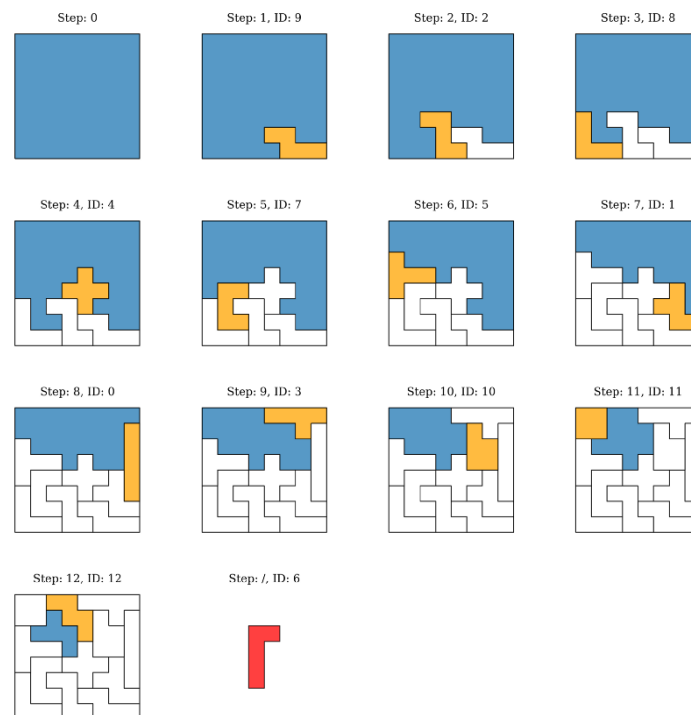 Step: 0
Step: 1, ID: 9
Step: 2, ID: 2
Step: 3, ID: 8
Step: 4, ID: 4
Step: 5, ID: 7
Step: 6, ID: 5
Step: 7, ID: 1
Step: 8, ID: 0
Step: 9, ID: 3
Step: 10, ID: 10
Step: 11, ID: 11
Step: 12, ID: 12
Step: /, ID: 6